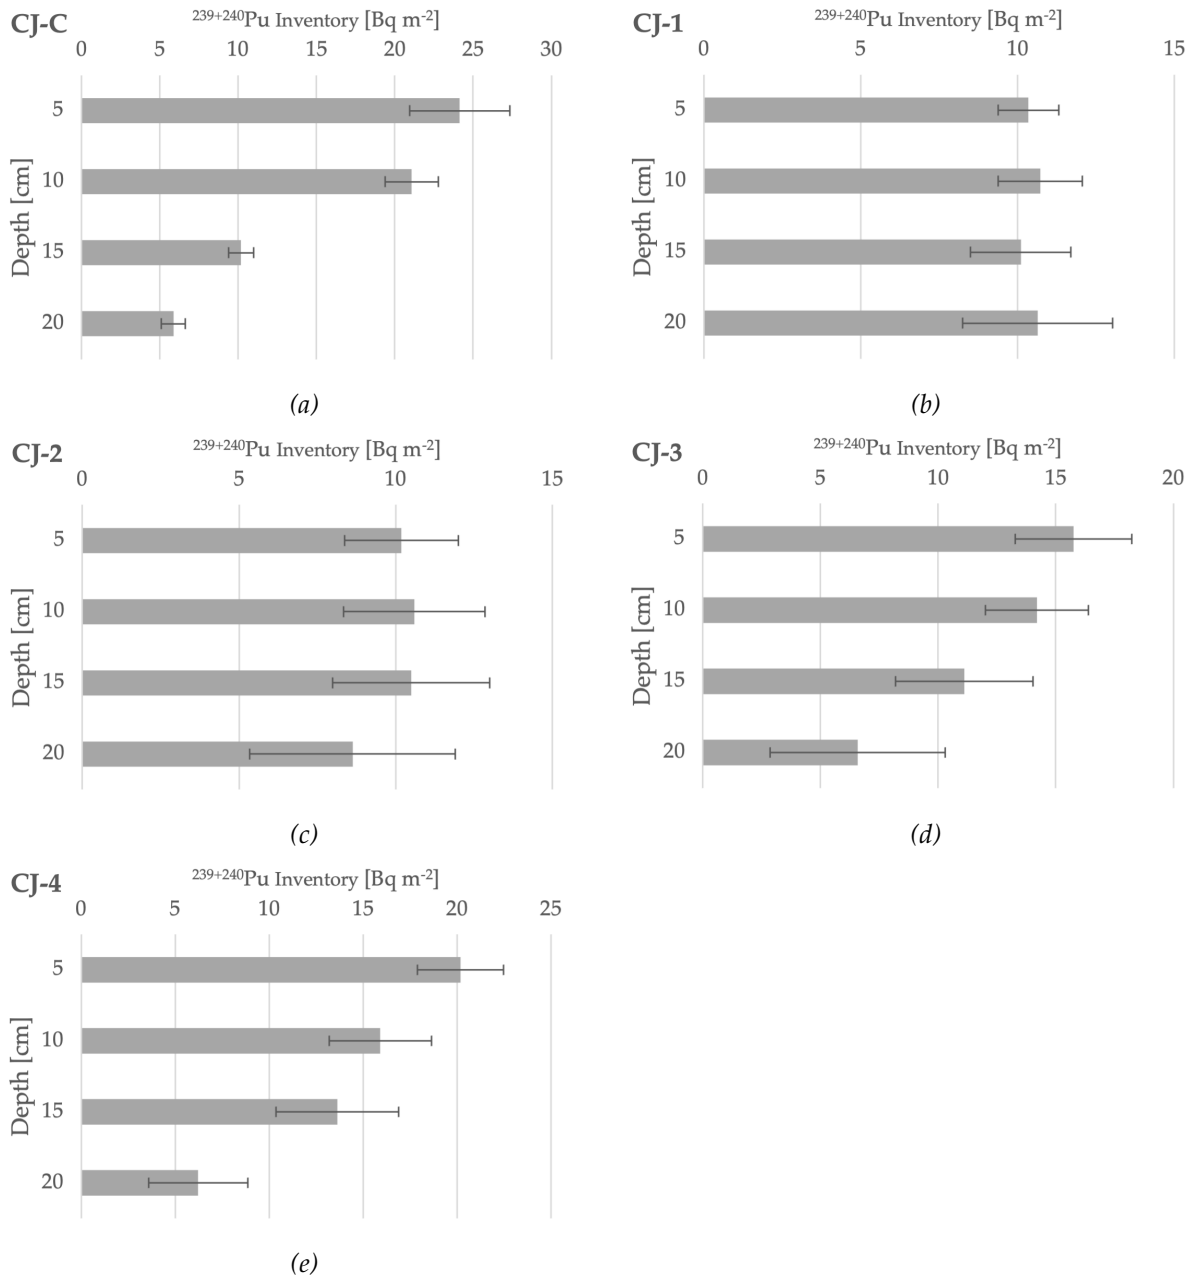 CJ-C
239+240Pu Inventory [Bq m-2]
0 5 10 15 20 25 30
Depth [cm]
5
10
15
20
(a)
CJ-1
239+240Pu Inventory [Bq m-2]
0 5 10 15
Depth [cm]
5
10
15
20
(b)
CJ-2
239+240Pu Inventory [Bq m-2]
0 5 10 15
Depth [cm]
5
10
15
20
(c)
CJ-3
239+240Pu Inventory [Bq m-2]
0 5 10 15 20
Depth [cm]
5
10
15
20
(d)
CJ-4
239+240Pu Inventory [Bq m-2]
0 5 10 15 20 25
Depth [cm]
5
10
15
20
(e)